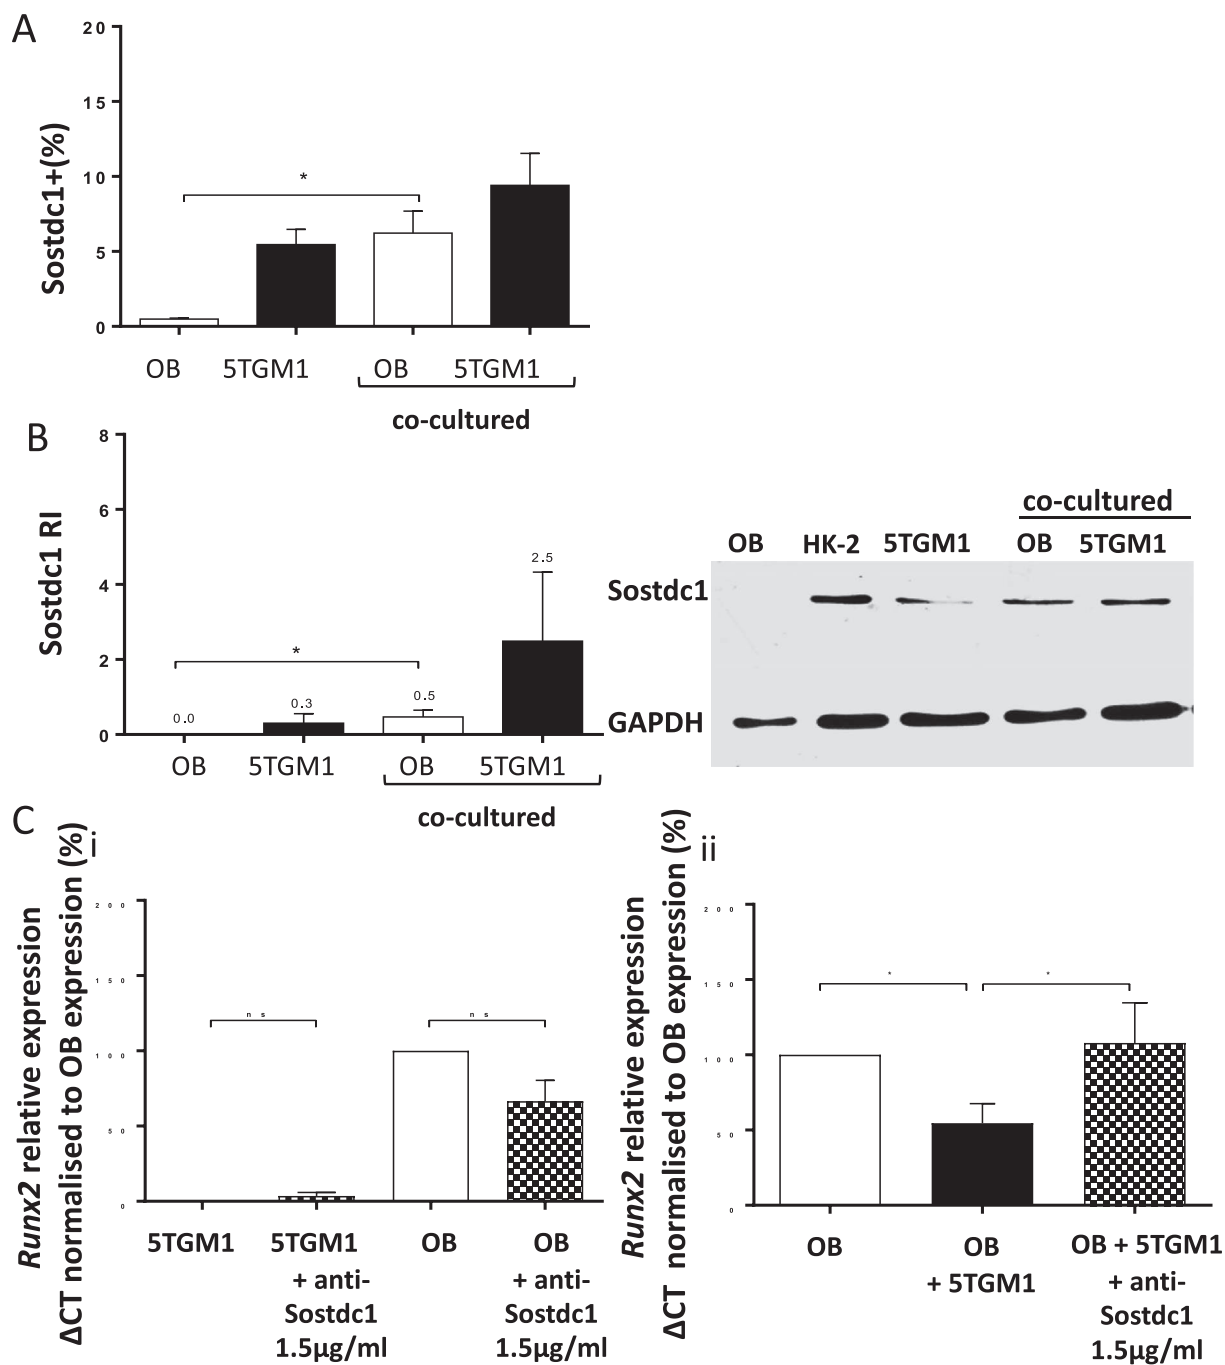 A
20
15
10
5
0
Sostdc1+(%)
*
OB 5TGM1 OB 5TGM1
co-cultured
B
8
6
4
2
0
Sostdc1 RI
0.0
0.3
*
0.5
2.5
OB 5TGM1 OB 5TGM1
co-cultured
co-cultured
OB HK-2 5TGM1 OB 5TGM1
Sostdc1
GAPDH
C
i
Runx2 relative expression
ΔCT normalised to OB expression (%)
200
150
100
50
0
ns
ns
5TGM1 5TGM1 OB OB
+ anti- + anti-
Sostdc1 Sostdc1
1.5µg/ml 1.5µg/ml
ii
Runx2 relative expression
ΔCT normalised to OB expression (%)
200
150
100
50
0
*
*
OB OB OB + 5TGM1
+ 5TGM1 + anti-
Sostdc1
1.5µg/ml